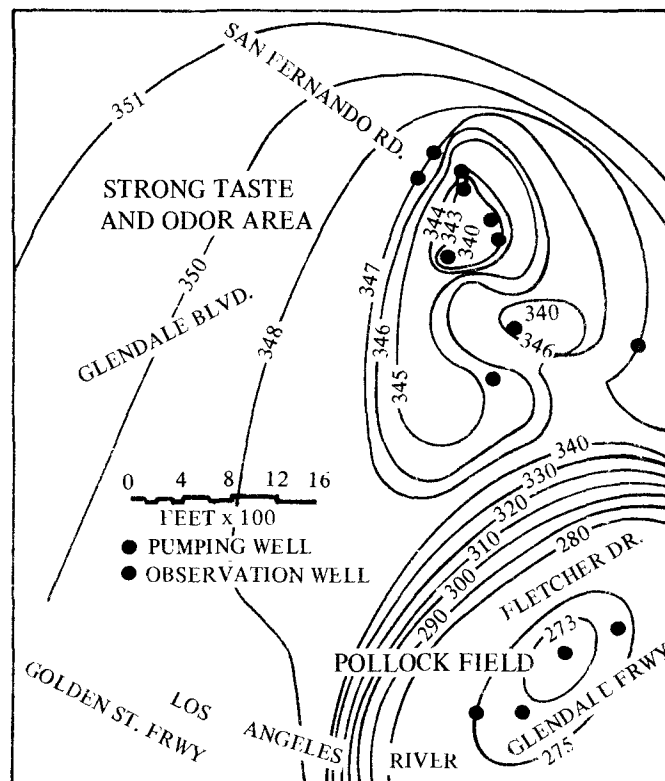 SAN FERNANDO RD.
351
STRONG TASTE
AND ODOR AREA
344
343
340
350
347
GLENDALE BLVD.
348
346
340
346
345
0 4 8 12 16
FEET x 100
PUMPING WELL
OBSERVATION WELL
340
330
320
310
300
290
280
FLETCHER DR.
273
POLLOCK FIELD
GLENDALE FRWY
275
GOLDEN ST. FRWY
LOS ANGELES RIVER